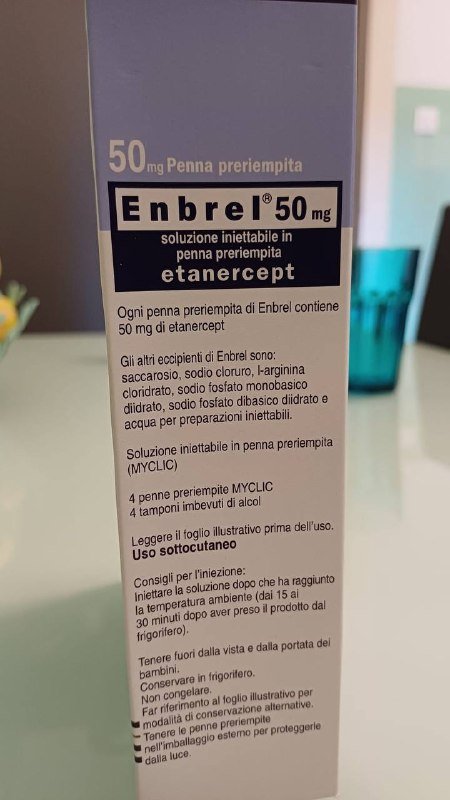 50 mg Penna preriempita
Enbrel® 50 mg
soluzione iniettabile in
penna preriempita
etanercept
Ogni penna preriempita di Enbrel contiene
50 mg di etanercept
Gli altri eccipienti di Enbrel sono:
saccarosio, sodio cloruro, l-arginina
cloridrato, sodio fosfato monobasico
diidrato, sodio fosfato dibasico diidrato e
acqua per preparazioni iniettabili.
Soluzione iniettabile in penna preriempita
(MYCLIC)
4 penne preriempite MYCLIC
4 tamponi imbevuti di alcol
Leggere il foglio illustrativo prima dell'uso.
Uso sottocutaneo
Consigli per l'iniezione:
Iniettare la soluzione dopo che ha raggiunto
la temperatura ambiente (dai 15 ai
30 minuti dopo aver preso il prodotto dal
frigorifero).
Tenere fuori dalla vista e dalla portata dei
bambini.
Conservare in frigorifero.
Non congelare.
Far riferimento al foglio illustrativo per
modalità di conservazione alternative.
Tenere le penne preriempite
nell'imballaggio esterno per proteggerle
dalla luce.